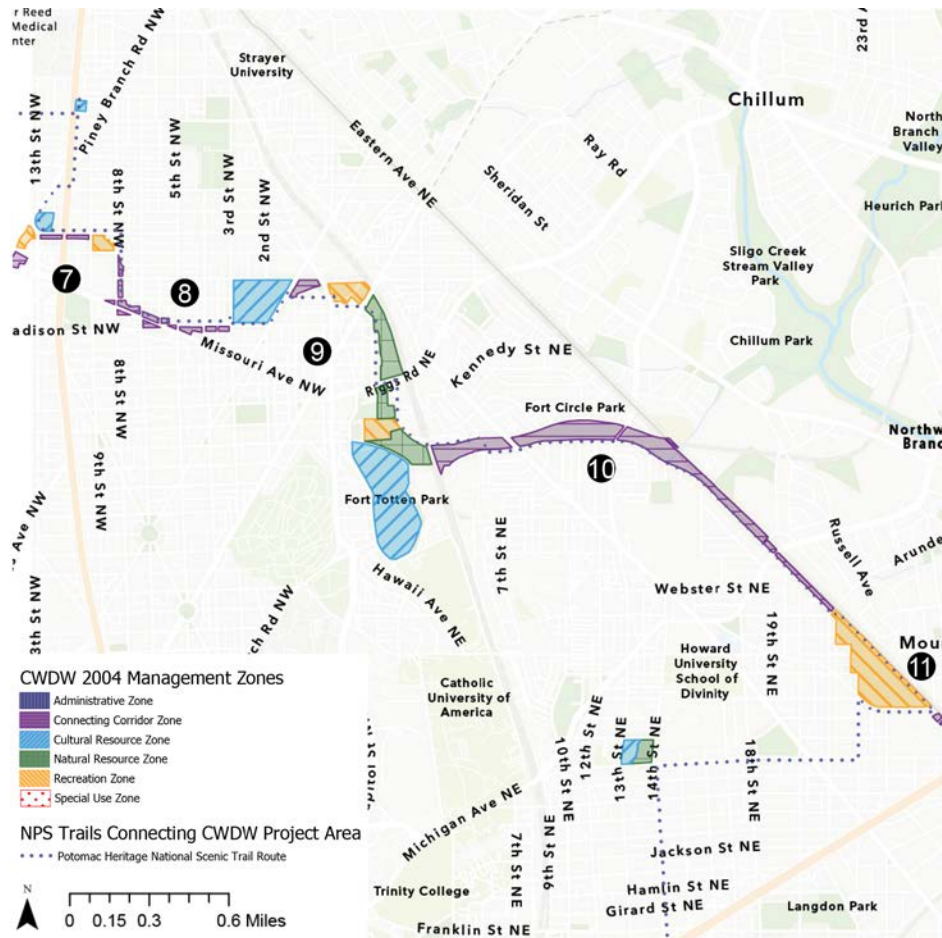 r Reed
Medical
nter
Piney Branch Rd NW
13th St NW
8th St NW
5th St NW
3rd St NW
2nd St NW
Strayer
University
Eastern Ave NE
Sheridan St
Ray Rd
23rd
Chillum
North
Branch
Valley
Heurich Park
Sligo Creek
Stream Valley
Park
Chillum Park
Northw
Branc
7
8
adison St NW
Missouri Ave NW
9
8th St NW
9th St NW
Riggs Rd NE
Kennedy St NE
Fort Circle Park
10
Fort Totten Park
s Ave NW
3th St NW
ch Rd NW
Hawaii Ave NE
7th St NE
Russell Ave
Arunde
Webster St NE
19th St NE
Howard
University
School of
Divinity
Moun
11
Catholic
University of
America
pitol St N
10th St NE
12th St NE
13th St NE
14th St NE
18th St NE
Michigan Ave NE
7th St NE
9th St NE
Jackson St NE
Hamlin St NE
Girard St NE
Langdon Park
Trinity College
Franklin St NE
CWDW 2004 Management Zones
Administrative Zone
Connecting Corridor Zone
Cultural Resource Zone
Natural Resource Zone
Recreation Zone
Special Use Zone
NPS Trails Connecting CWDW Project Area
Potomac Heritage National Scenic Trail Route
N
0 0.15 0.3 0.6 Miles